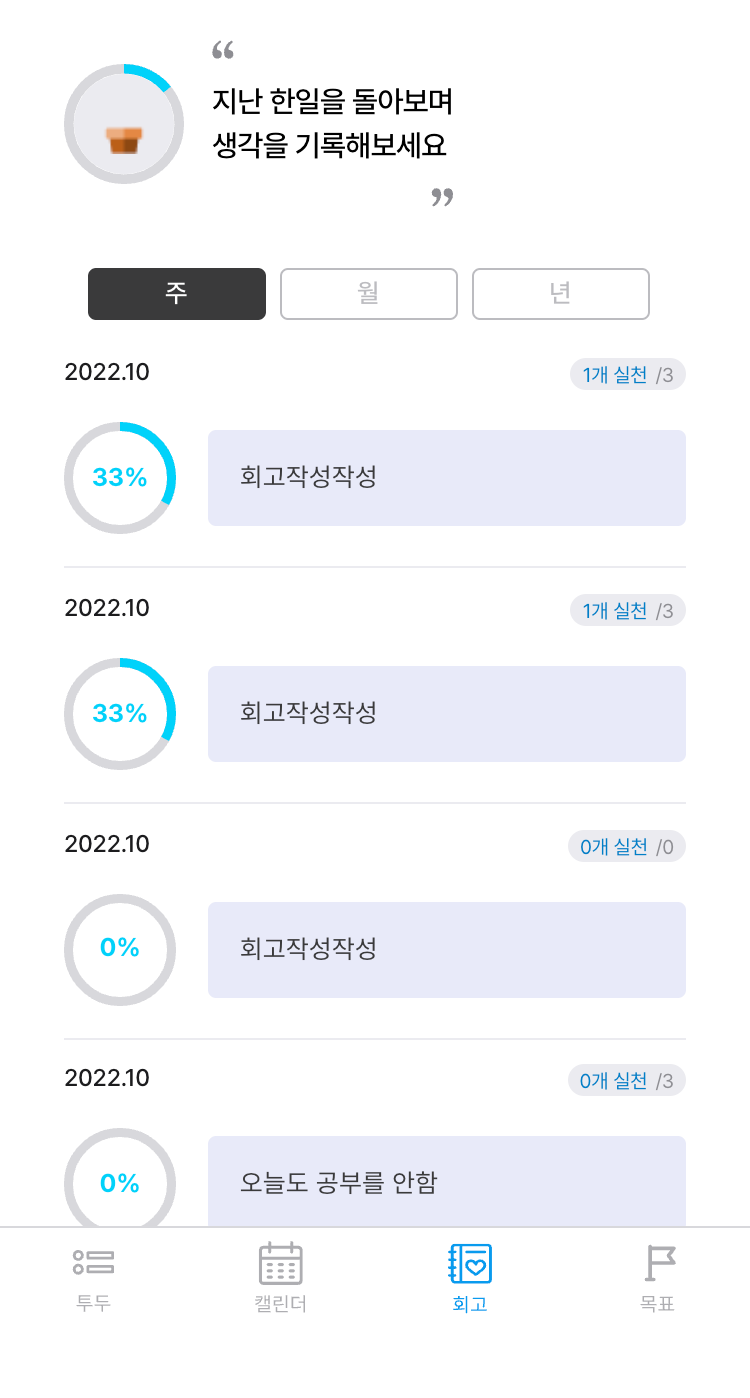 “
지난 한일을 돌아보며
생각을 기록해보세요
”
주 월 년
2022.10 1개 실천 /3
33% 회고작성작성
2022.10 1개 실천 /3
33% 회고작성작성
2022.10 0개 실천 /0
0% 회고작성작성
2022.10 0개 실천 /3
0% 오늘도 공부를 안함
투두 캘린더 회고 목표